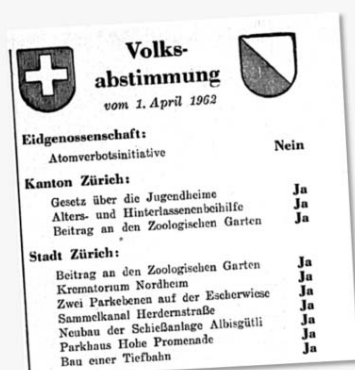 Volks-
abstimmung
vom 1. April 1962
Eidgenossenschaft:
Atomverbotsinitiative Nein
Kanton Zürich:
Gesetz über die Jugendheime Ja
Alters- und Hinterlassenenbeihilfe Ja
Beitrag an den Zoologischen Garten Ja
Stadt Zürich:
Beitrag an den Zoologischen Garten Ja
Krematorium Nordheim Ja
Zwei Parkebenen auf der Escherwiese Ja
Sammelkanal Herdernstraße Ja
Neubau der Schießanlage Albisgütli Ja
Parkhaus Hohe Promenade Ja
Bau einer Tiefbahn Ja